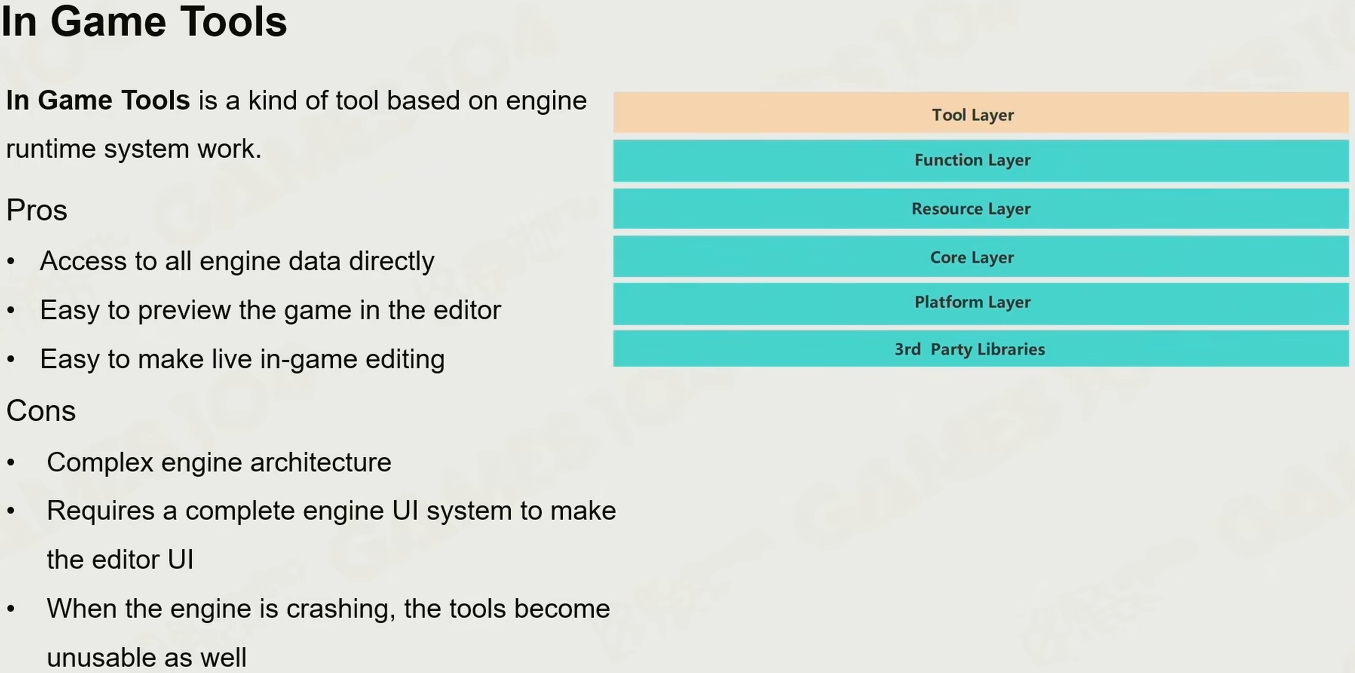 In Game Tools
In Game Tools is a kind of tool based on engine
runtime system work.
Pros
• Access to all engine data directly
• Easy to preview the game in the editor
• Easy to make live in-game editing
Cons
• Complex engine architecture
• Requires a complete engine UI system to make
the editor UI
• When the engine is crashing, the tools become
unusable as well
Tool Layer
Function Layer
Resource Layer
Core Layer
Platform Layer
3rd Party Libraries
GAMES104